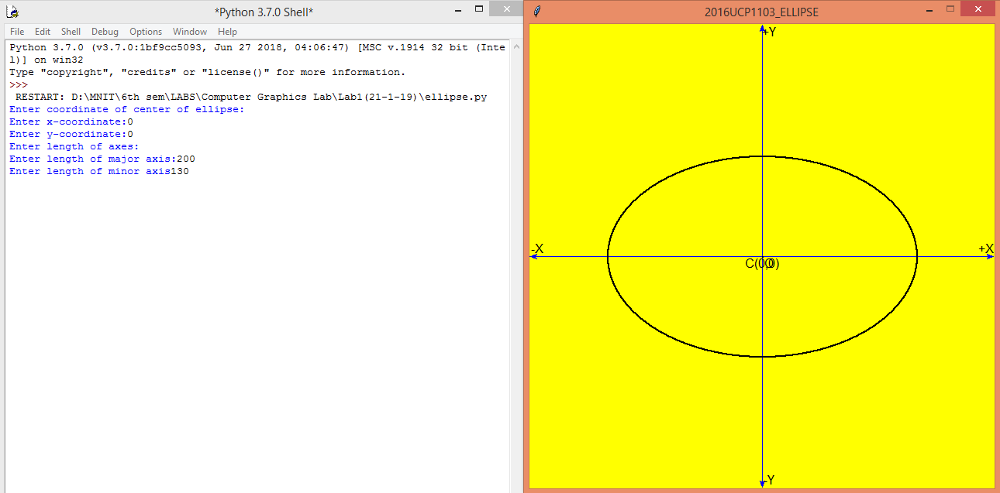 *Python 3.7.0 Shell*
File Edit Shell Debug Options Window Help
Python 3.7.0 (v3.7.0:1bf9cc5093, Jun 27 2018, 04:06:47) [MSC v.1914 32 bit (Inte
l)] on win32
Type "copyright", "credits" or "license()" for more information.
>>>
RESTART: D:\MNIT\6th sem\LABS\Computer Graphics Lab\Lab1(21-1-19)\ellipse.py
Enter coordinate of center of ellipse:
Enter x-coordinate:0
Enter y-coordinate:0
Enter length of axes:
Enter length of major axis:200
Enter length of minor axis130
2016UCP1103_ELLIPSE
+Y
-X
+X
C(0,0)
O
-Y